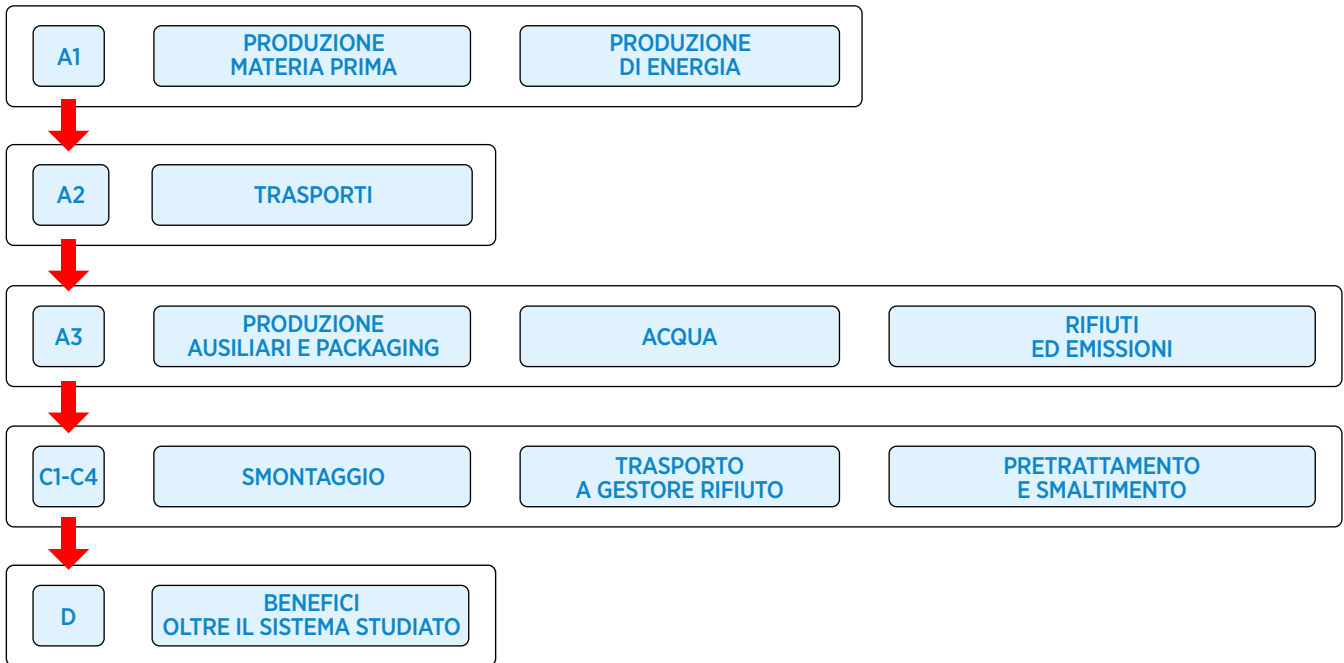 A1
PRODUZIONE
MATERIA PRIMA
PRODUZIONE
DI ENERGIA
A2
TRASPORTI
A3
PRODUZIONE
AUSILIARI E PACKAGING
ACQUA
RIFIUTI
ED EMISSIONI
C1-C4
SMONTAGGIO
TRASPORTO
A GESTORE RIFIUTO
PRETRATTAMENTO
E SMALTIMENTO
D
BENEFICI
OLTRE IL SISTEMA STUDIATO